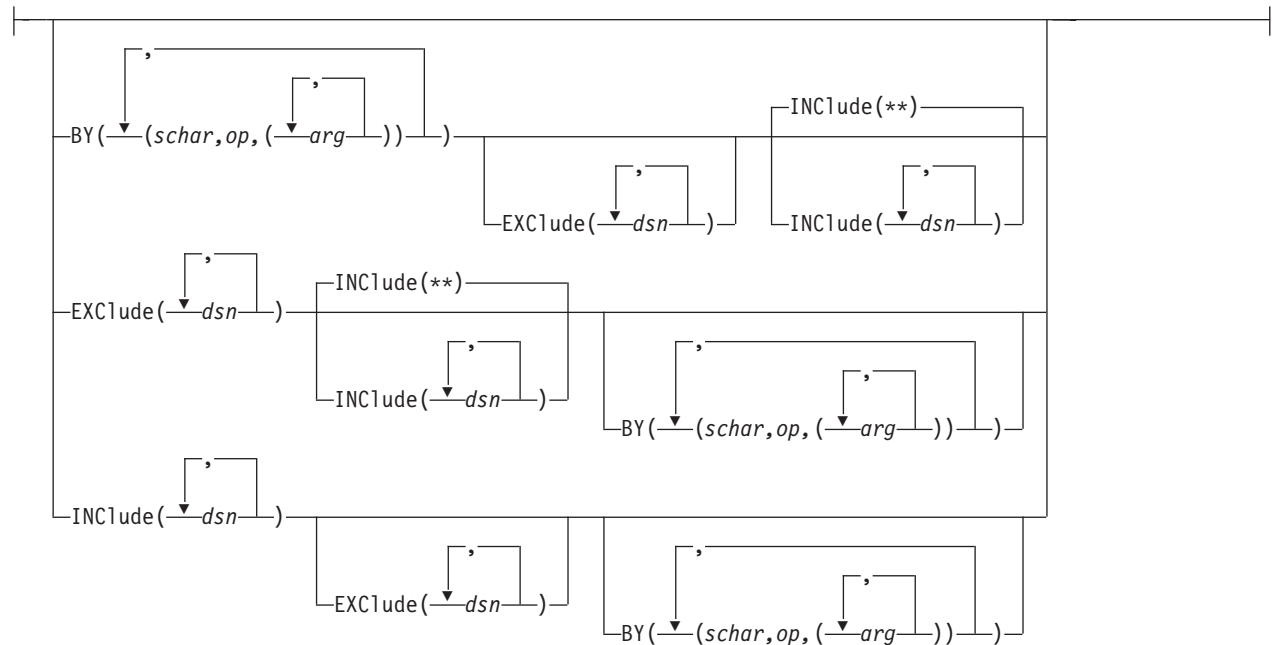 ,
,
INClude(**)
BY( (schar,op,( arg )) )
,
,
EXClude( dsn ) INClude( dsn )
,
INClude(**)
EXClude( dsn )
,
,
,
INClude( dsn )
BY( (schar,op,( arg )) )
,
INClude( dsn )
,
,
,
EXClude( dsn )
BY( (schar,op,( arg )) )